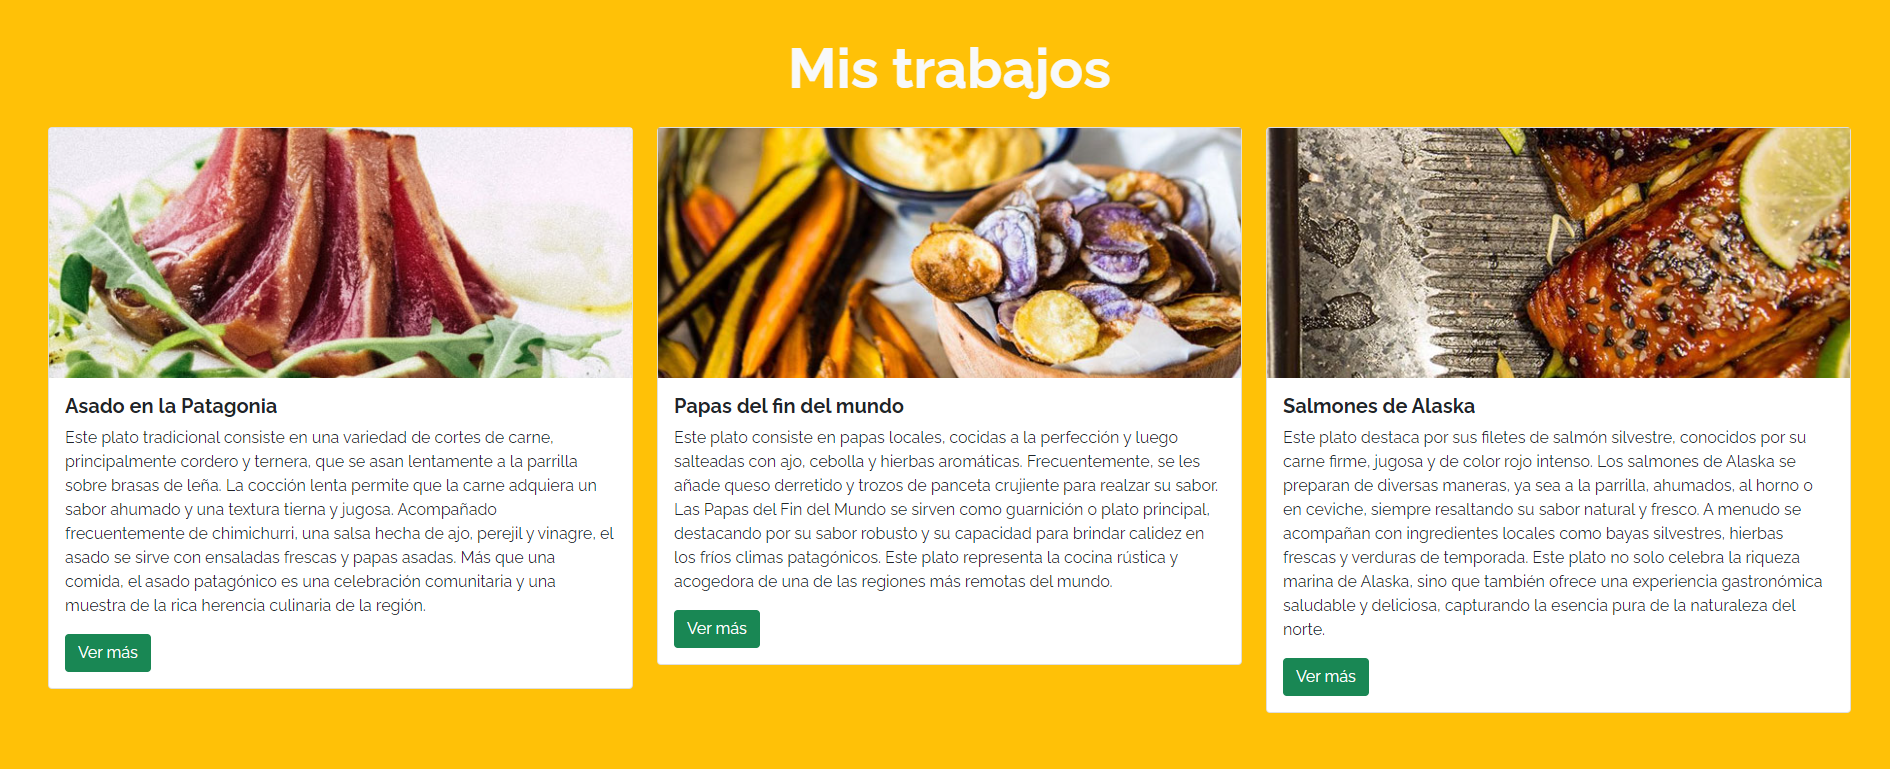 Mis trabajos
Asado en la Patagonia
Este plato tradicional consiste en una variedad de cortes de carne,
principalmente cordero y ternera, que se asan lentamente a la parrilla
sobre brasas de leña. La cocción lenta permite que la carne adquiera un
sabor ahumado y una textura tierna y jugosa. Acompañado
frecuentemente de chimichurri, una salsa hecha de ajo, perejil y vinagre, el
asado se sirve con ensaladas frescas y papas asadas. Más que una
comida, el asado patagónico es una celebración comunitaria y una
muestra de la rica herencia culinaria de la región.
Ver más
Papas del fin del mundo
Este plato consiste en papas locales, cocidas a la perfección y luego
salteadas con ajo, cebolla y hierbas aromáticas. Frecuentemente, se les
añade queso derretido y trozos de panceta crujiente para realzar su sabor.
Las Papas del Fin del Mundo se sirven como guarnición o plato principal,
destacando por su sabor robusto y su capacidad para brindar calidez en
los fríos climas patagónicos. Este plato representa la cocina rústica y
acogedora de una de las regiones más remotas del mundo.
Ver más
Salmones de Alaska
Este plato destaca por sus filetes de salmón silvestre, conocidos por su
carne firme, jugosa y de color rojo intenso. Los salmones de Alaska se
preparan de diversas maneras, ya sea a la parrilla, ahumados, al horno o
en ceviche, siempre resaltando su sabor natural y fresco. A menudo se
acompañan con ingredientes locales como bayas silvestres, hierbas
frescas y verduras de temporada. Este plato no solo celebra la riqueza
marina de Alaska, sino que también ofrece una experiencia gastronómica
saludable y deliciosa, capturando la esencia pura de la naturaleza del
norte.
Ver más